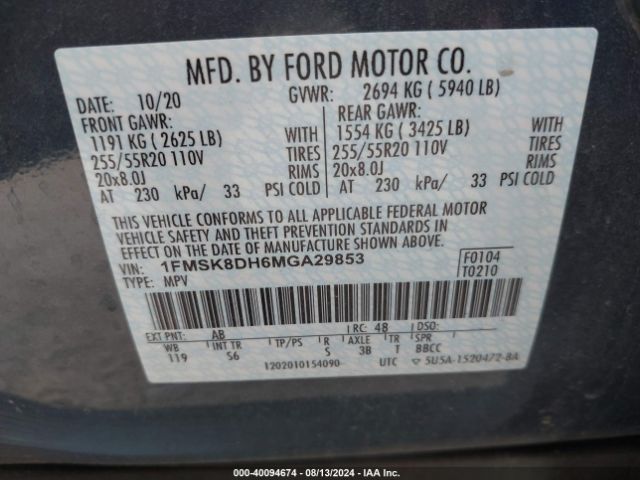 MFD. BY FORD MOTOR CO.
DATE: 10/20 GVWR: 2694 KG ( 5940 LB)
FRONT GAWR: REAR GAWR:
1191 KG ( 2625 LB) WITH 1554 KG ( 3425 LB) WITH
255/55R20 110V TIRES 255/55R20 110V TIRES
20x8.0J RIMS 20x8.0J RIMS
AT 230 kPa/ 33 PSI COLD AT 230 kPa/ 33 PSI COLD
THIS VEHICLE CONFORMS TO ALL APPLICABLE FEDERAL MOTOR
VEHICLE SAFETY AND THEFT PREVENTION STANDARDS IN
EFFECT ON THE DATE OF MANUFACTURE SHOWN ABOVE.
VIN: 1FMSK8DH6MGA29853 F0104
TYPE: MPV T0210
EXT PNT: AB RC: 48 DSO:
WB INT TR TP/PS R AXLE TR SPR
119 S6 S 3B T BBCC
1202010154090 UTC 5U5A-1520472-BA
000-40094674 / 08/13/2024 / IAA Inc.